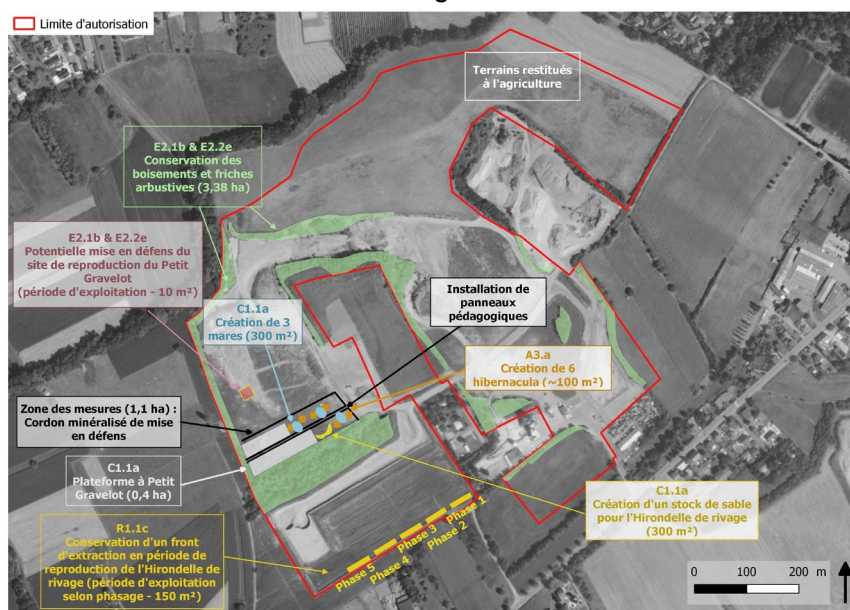 Limite d'autorisation
Terrains restitués
à l'agriculture
E2.1b & E2.2e
Conservation des
boisements et friches
arbustives (3,38 ha)
E2.1b & E2.2e
Potentielle mise en défens du
site de reproduction du Petit
Gravelot
(période d'exploitation - 10 m²)
Installation de
panneaux
pédagogiques
C1.1a
Création de 3
mares (300 m²)
A3.a
Création de 6
hibernacula (~100 m²)
Zone des mesures (1,1 ha) :
Cordon minéralisé de mise
en défens
C1.1a
Plateforme à Petit
Gravelot (0,4 ha)
C1.1a
Création d'un stock de sable
pour l'Hirondelle de rivage
(300 m²)
R1.1c
Conservation d'un front
d'extraction en période de
reproduction de l'Hirondelle de
rivage (période d'exploitation
selon phasage - 150 m²)
Phase 1
Phase 2
Phase 3
Phase 4
Phase 5
0 100 200 m